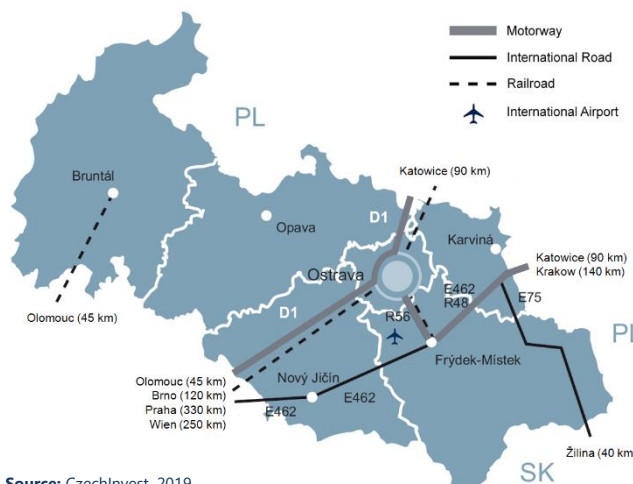 Motorway
International Road
Railroad
International Airport
PL
Katowice (90 km)
Bruntál
Opava
D1
Karviná
Ostrava
Katowice (90 km)
Krakow (140 km)
E462
R48
E75
D1
R56
Olomouc (45 km)
PL
Frýdek-Místek
Olomouc (45 km)
Brno (120 km)
Praha (330 km)
Wien (250 km)
Nový Jičín
E462
E462
Žilina (40 km)
SK
Source: CzechInvest, 2019